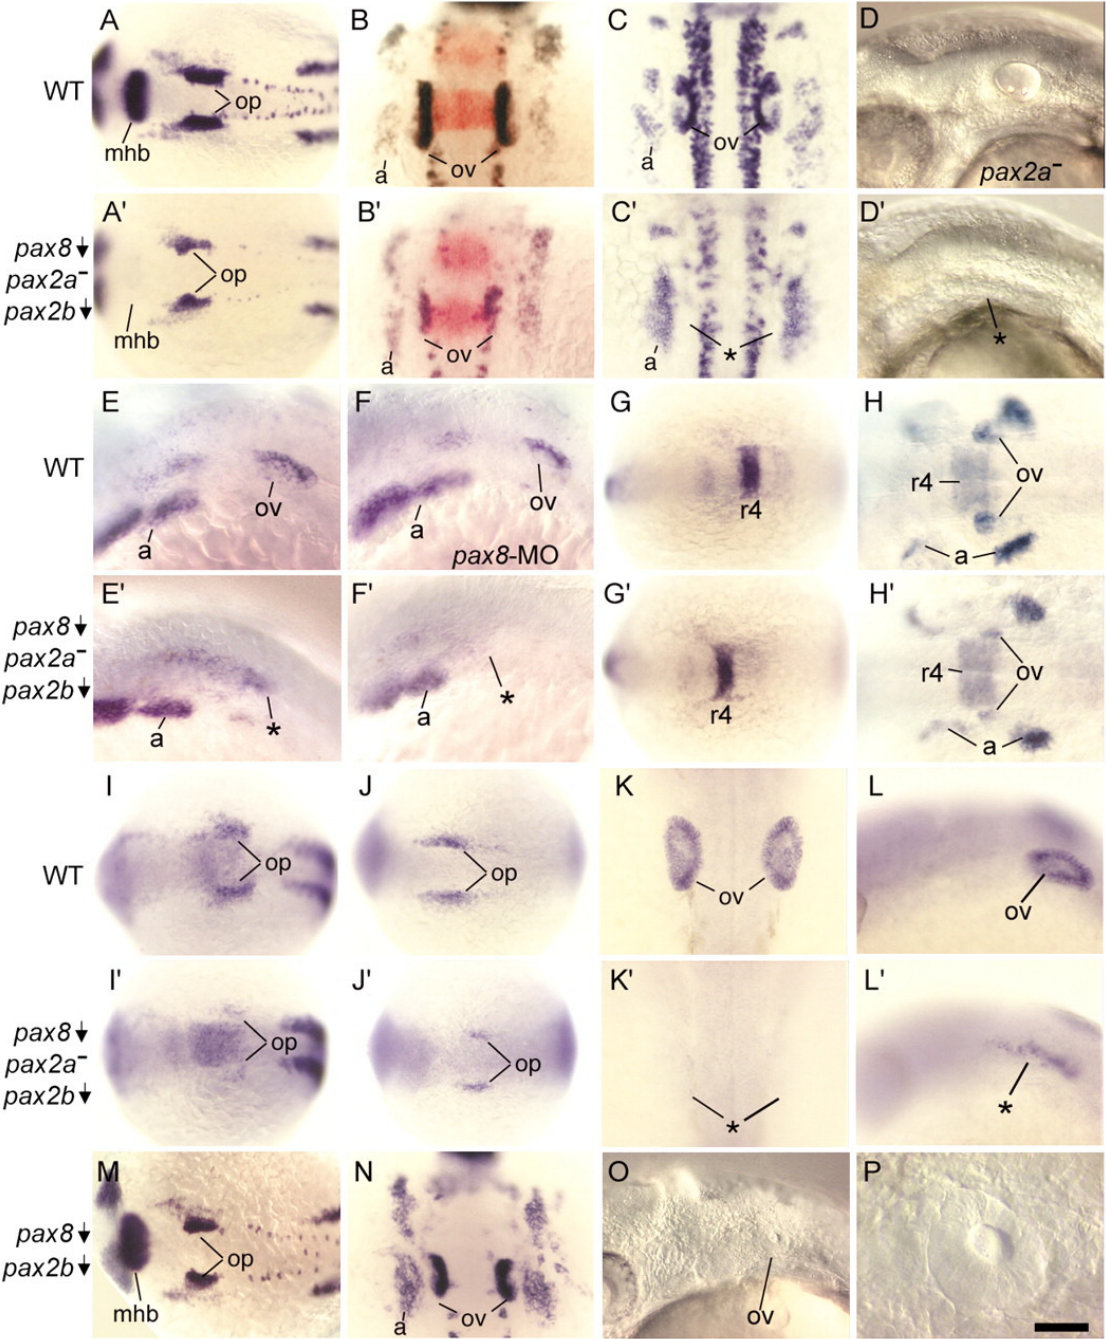 A B C D
WT
op
mhb
a
ov
a
ov
pax2a⁻
A' B' C' D'
pax8↓
pax2a⁻
pax2b↓
op
mhb
ov
a
*
*
E F G H
WT
ov
a
ov
a
pax8-MO
r4
ov
r4
a
E' F' G' H'
pax8↓
pax2a⁻
pax2b↓
a
*
a
*
r4
ov
r4
a
I J K L
WT
op
op
ov
ov
I' J' K' L'
pax8↓
pax2a⁻
pax2b↓
op
op
*
*
M N O P
pax8↓
pax2b↓
op
mhb
a
ov
ov